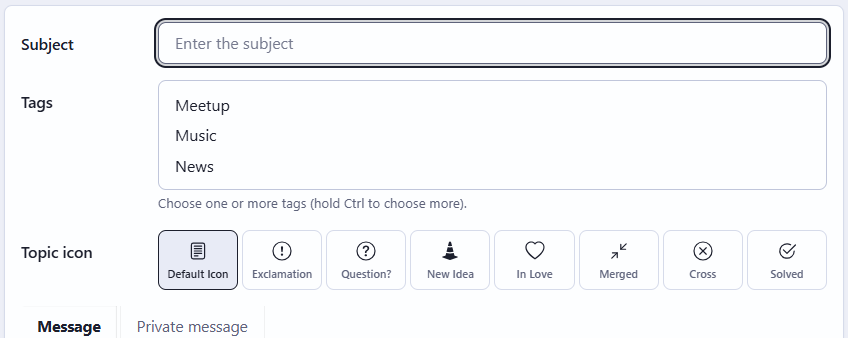 Subject
Enter the subject
Tags
Meetup
Music
News
Choose one or more tags (hold Ctrl to choose more).
Topic icon
Default Icon
Exclamation
Question?
New Idea
In Love
Merged
Cross
Solved
Message
Private message